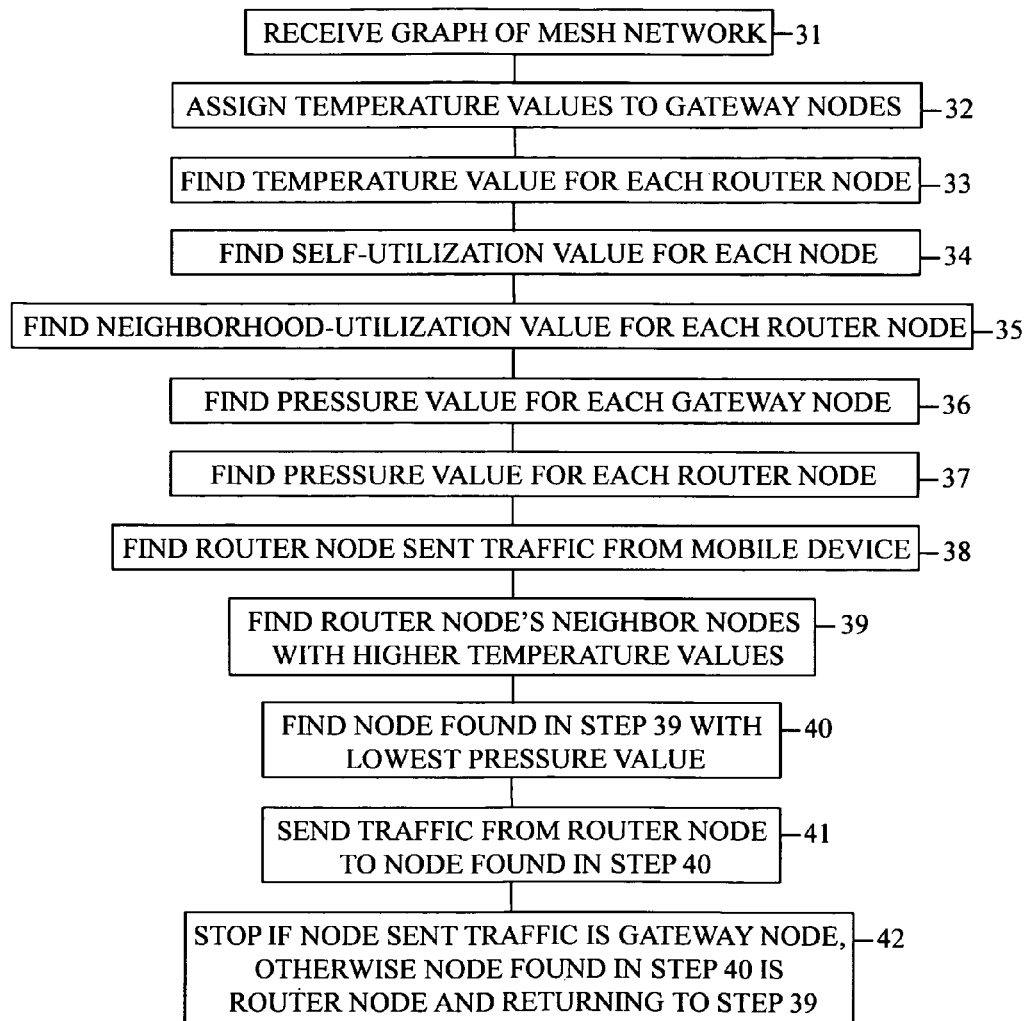 RECEIVE GRAPH OF MESH NETWORK 31
ASSIGN TEMPERATURE VALUES TO GATEWAY NODES 32
FIND TEMPERATURE VALUE FOR EACH ROUTER NODE 33
FIND SELF-UTILIZATION VALUE FOR EACH NODE 34
FIND NEIGHBORHOOD-UTILIZATION VALUE FOR EACH ROUTER NODE 35
FIND PRESSURE VALUE FOR EACH GATEWAY NODE 36
FIND PRESSURE VALUE FOR EACH ROUTER NODE 37
FIND ROUTER NODE SENT TRAFFIC FROM MOBILE DEVICE 38
FIND ROUTER NODE'S NEIGHBOR NODES 39
WITH HIGHER TEMPERATURE VALUES
FIND NODE FOUND IN STEP 39 WITH 40
LOWEST PRESSURE VALUE
SEND TRAFFIC FROM ROUTER NODE 41
TO NODE FOUND IN STEP 40
STOP IF NODE SENT TRAFFIC IS GATEWAY NODE, 42
OTHERWISE NODE FOUND IN STEP 40 IS
ROUTER NODE AND RETURNING TO STEP 39